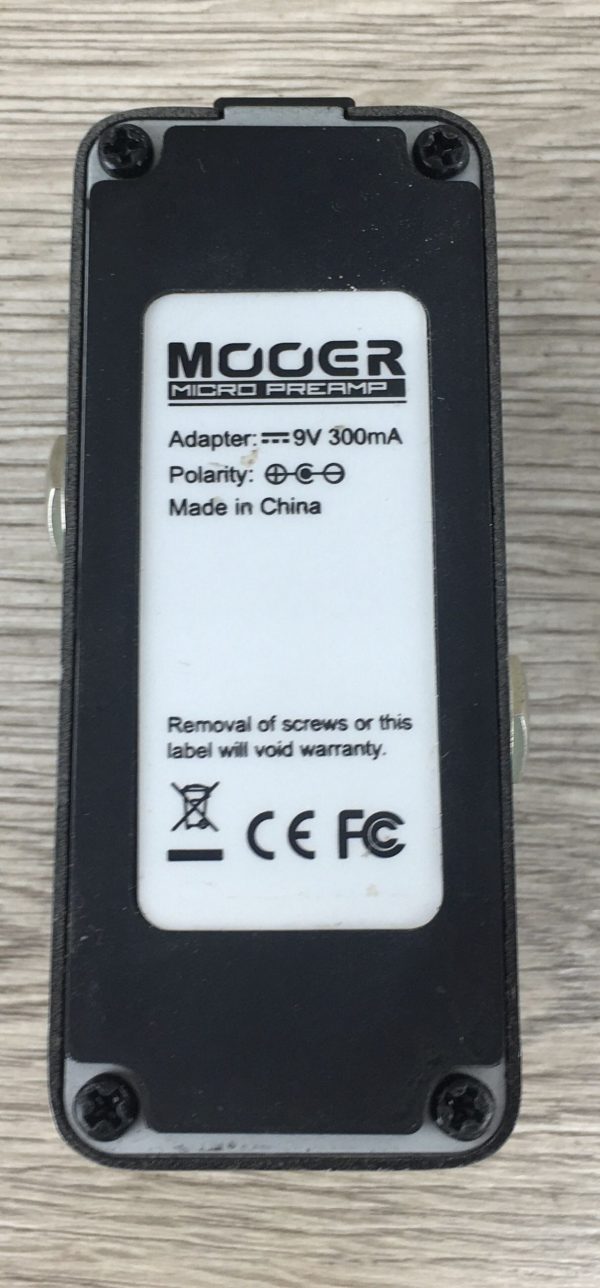 MOOER
MICRO PREAMP
Adapter: ⎓ 9V 300mA
Polarity: ⊕-C-⊖
Made in China
Removal of screws or this
label will void warranty.
CE FC